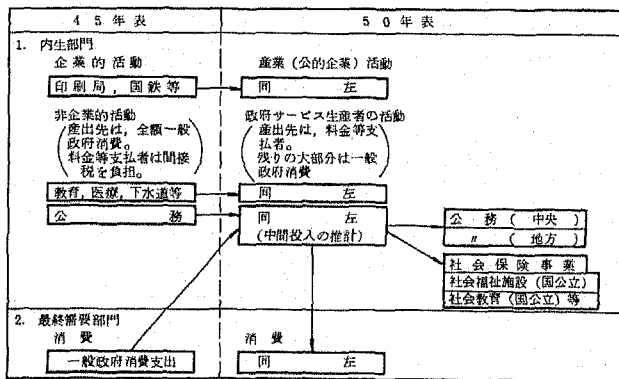 45年表
50年表
1. 内生部門
企業的活動
産業(公的企業)活動
印刷局,国鉄等
同左
非企業的活動
政府サービス生産者の活動
(産出先は,全額一般
政府消費。
料金等支払者は間接
税を負担。)
(産出先は,料金等支
払者。
残りの大部分は一般
政府消費)
教育,医療,下水道等
同左
公務
同左
(中間投入の推計)
公務(中央)
〃(地方)
社会保険事業
社会福祉施設(国公立)
社会教育(国公立)等
2. 最終需要部門
消費
消費
一般政府消費支出
同左